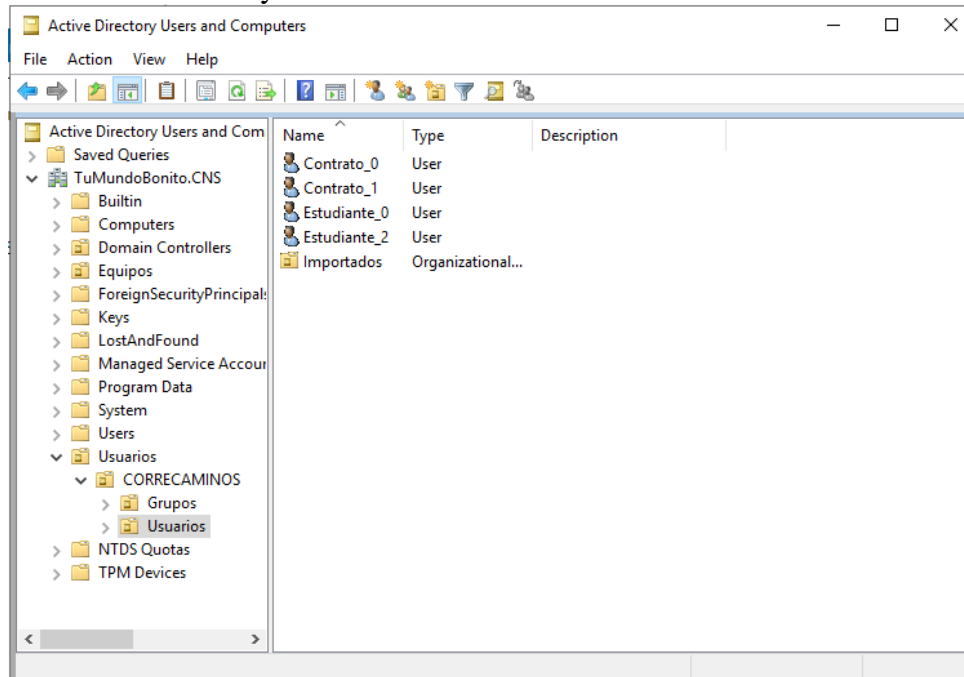 Active Directory Users and Computers
File Action View Help
Active Directory Users and Com
Saved Queries
TuMundoBonito.CNS
Builtin
Computers
Domain Controllers
Equipos
ForeignSecurityPrincipal
Keys
LostAndFound
Managed Service Accour
Program Data
System
Users
Usuarios
CORRECAMINOS
Grupos
Usuarios
NTDS Quotas
TPM Devices
Name Type Description
Contrato_0 User
Contrato_1 User
Estudiante_0 User
Estudiante_2 User
Importados Organizational...